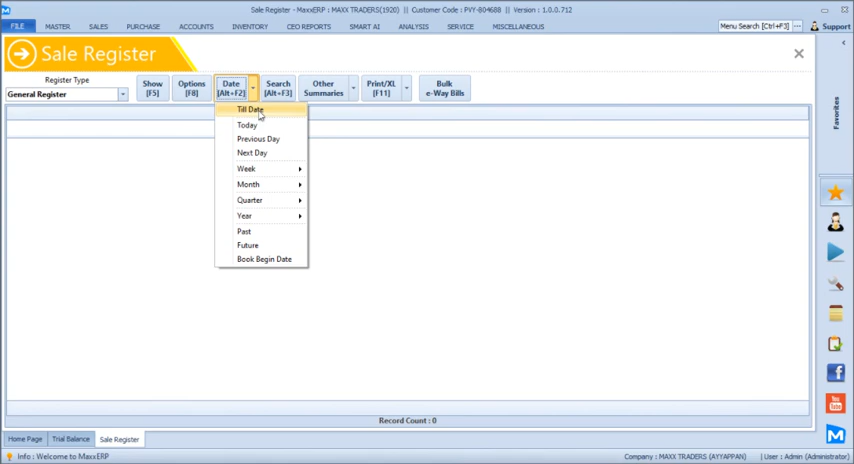 Sale Register - MaxxERP : MAXX TRADERS(1920) || Customer Code : PVY-B04688 || Version : 1.0.0.712
FILE MASTER SALES PURCHASE ACCOUNTS INVENTORY CEO REPORTS SMART AI ANALYSIS SERVICE MISCELLANEOUS Menu Search [Ctrl+F3] ... Support
Sale Register
Register Type
General Register
Show [F5]
Options [F8]
Date [Alt+F2]
Search [Alt+F3]
Other Summaries
Print/XL [F11]
Bulk e-Way Bills
Favorites
Till Date
Today
Previous Day
Next Day
Week
Month
Quarter
Year
Past
Future
Book Begin Date
You Tube
Record Count : 0
Home Page Trial Balance Sale Register
Info : Welcome to MaxxERP Company : MAXX TRADERS (AYYAPPAN) | User : Admin (Administrator)